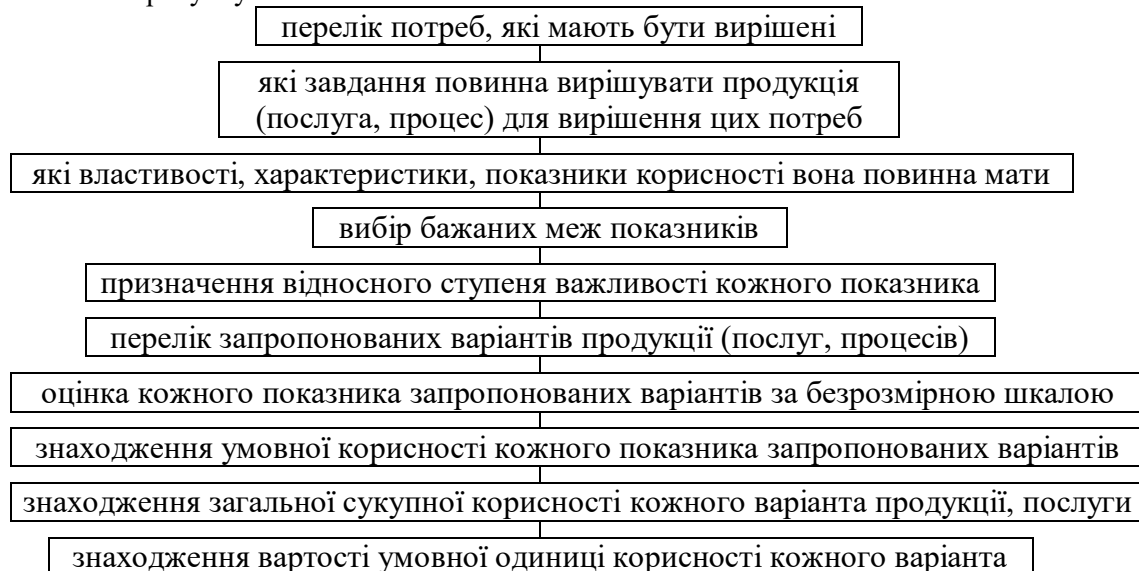 перелік потреб, які мають бути вирішені
які завдання повинна вирішувати продукція
(послуга, процес) для вирішення цих потреб
які властивості, характеристики, показники корисності вона повинна мати
вибір бажаних меж показників
призначення відносного ступеня важливості кожного показника
перелік запропонованих варіантів продукції (послуг, процесів)
оцінка кожного показника запропонованих варіантів за безрозмірною шкалою
знаходження умовної корисності кожного показника запропонованих варіантів
знаходження загальної сукупної корисності кожного варіанта продукції, послуги
знаходження вартості умовної одиниці корисності кожного варіанта